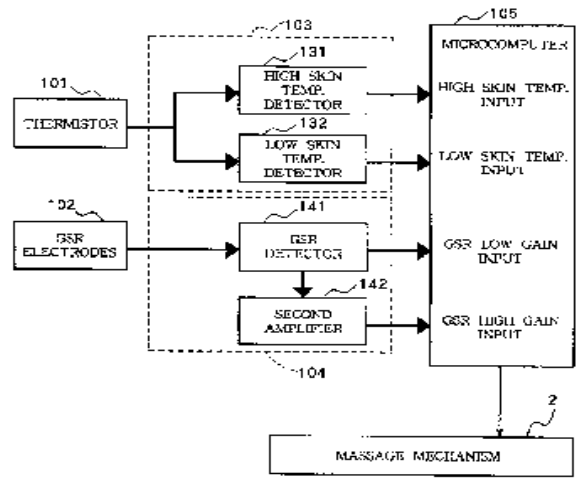 103
105
131
MICROCOMPUTER
101
HIGH SKIN
TEMP.
DETECTOR
HIGH SKIN TEMP.
INPUT
THERMISTOR
132
LOW SKIN
TEMP.
DETECTOR
LOW SKIN TEMP.
INPUT
102
141
GSR
ELECTRODES
GSR
DETECTOR
GSR LOW GAIN
INPUT
142
SECOND
AMPLIFIER
GSR HIGH GAIN
INPUT
104
2
MASSAGE MECHANISM